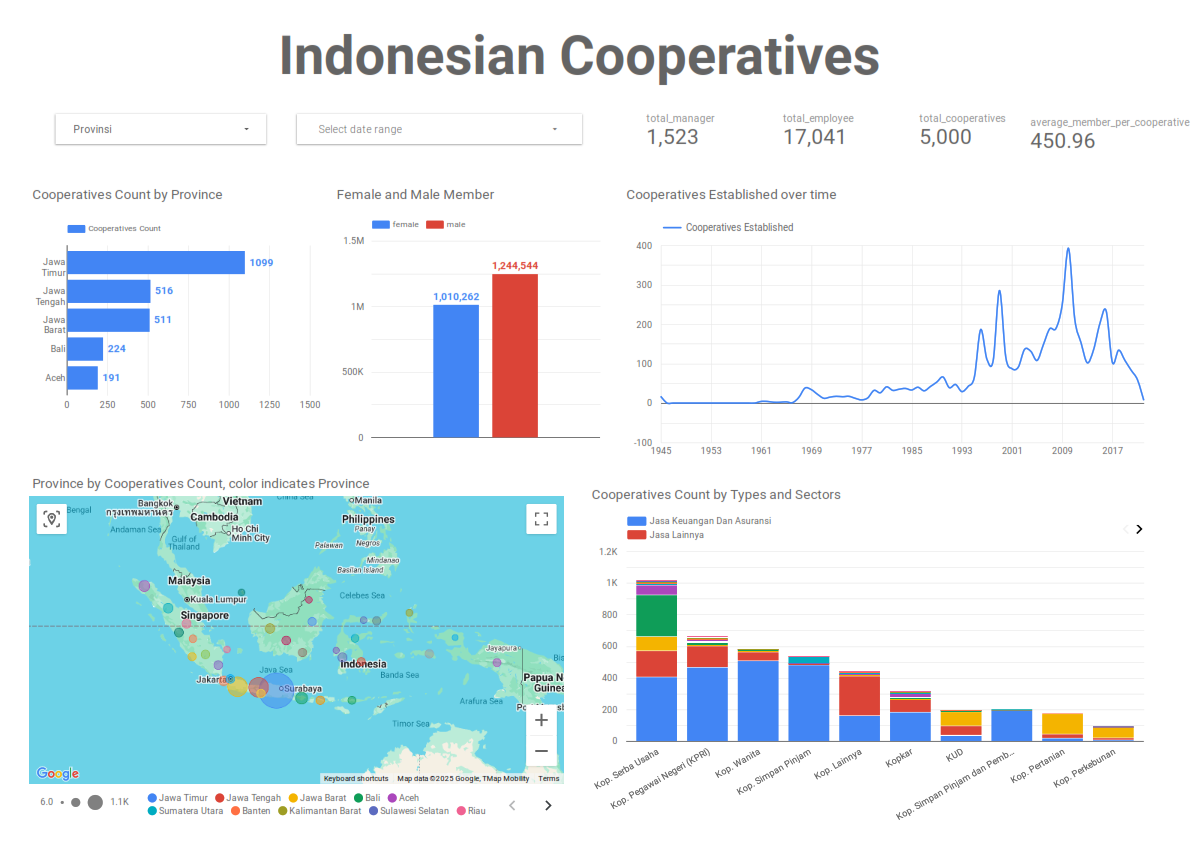 Indonesian Cooperatives
Provinsi
Select date range
total_manager
1,523
total_employee
17,041
total_cooperatives
5,000
average_member_per_cooperative
450.96
Cooperatives Count by Province
Cooperatives Count
Jawa
Timur
1099
Jawa
Tengah
516
Jawa
Barat
511
Bali
224
Aceh
191
0 250 500 750 1000 1250 1500
Female and Male Member
female male
1.5M
1M
500K
0
1,010,262
1,244,544
Cooperatives Established over time
Cooperatives Established
400
300
200
100
0
-100
1945 1953 1961 1969 1977 1985 1993 2001 2009 2017
Province by Cooperatives Count, color indicates Province
Bengal
Bangkok
กรุงเทพมหานคร
Vietnam
China Sea
Manila
Cambodia
Philippines
Andaman Sea
Ho Chi
Minh City
Panay
Gulf of
Thailand
Palawan
Negros
Mindanao
Basilan Island
Malaysia
Kuala Lumpur
Celebes Sea
Singapore
Jayapura
Indonesia
Java Sea
Jakarta
Banda Sea
Papua N
Guinea
Surabaya
Arafura Sea
Timor Sea
Google
Keyboard shortcuts
Map data ©2025 Google, TMap Mobility
Terms
6.0 1.1K
Jawa Timur Jawa Tengah Jawa Barat Bali Aceh
Sumatera Utara Banten Kalimantan Barat Sulawesi Selatan Riau
Cooperatives Count by Types and Sectors
Jasa Keuangan Dan Asuransi
Jasa Lainnya
1.2K
1K
800
600
400
200
0
Kop. Serba Usaha
Kop. Pegawai Negeri (KPRI)
Kop. Wanita
Kop. Simpan Pinjam
Kop. Lainnya
Kopkar
KUD
Kop. Simpan Pinjam dan Pemb...
Kop. Pertanian
Kop. Perkebunan